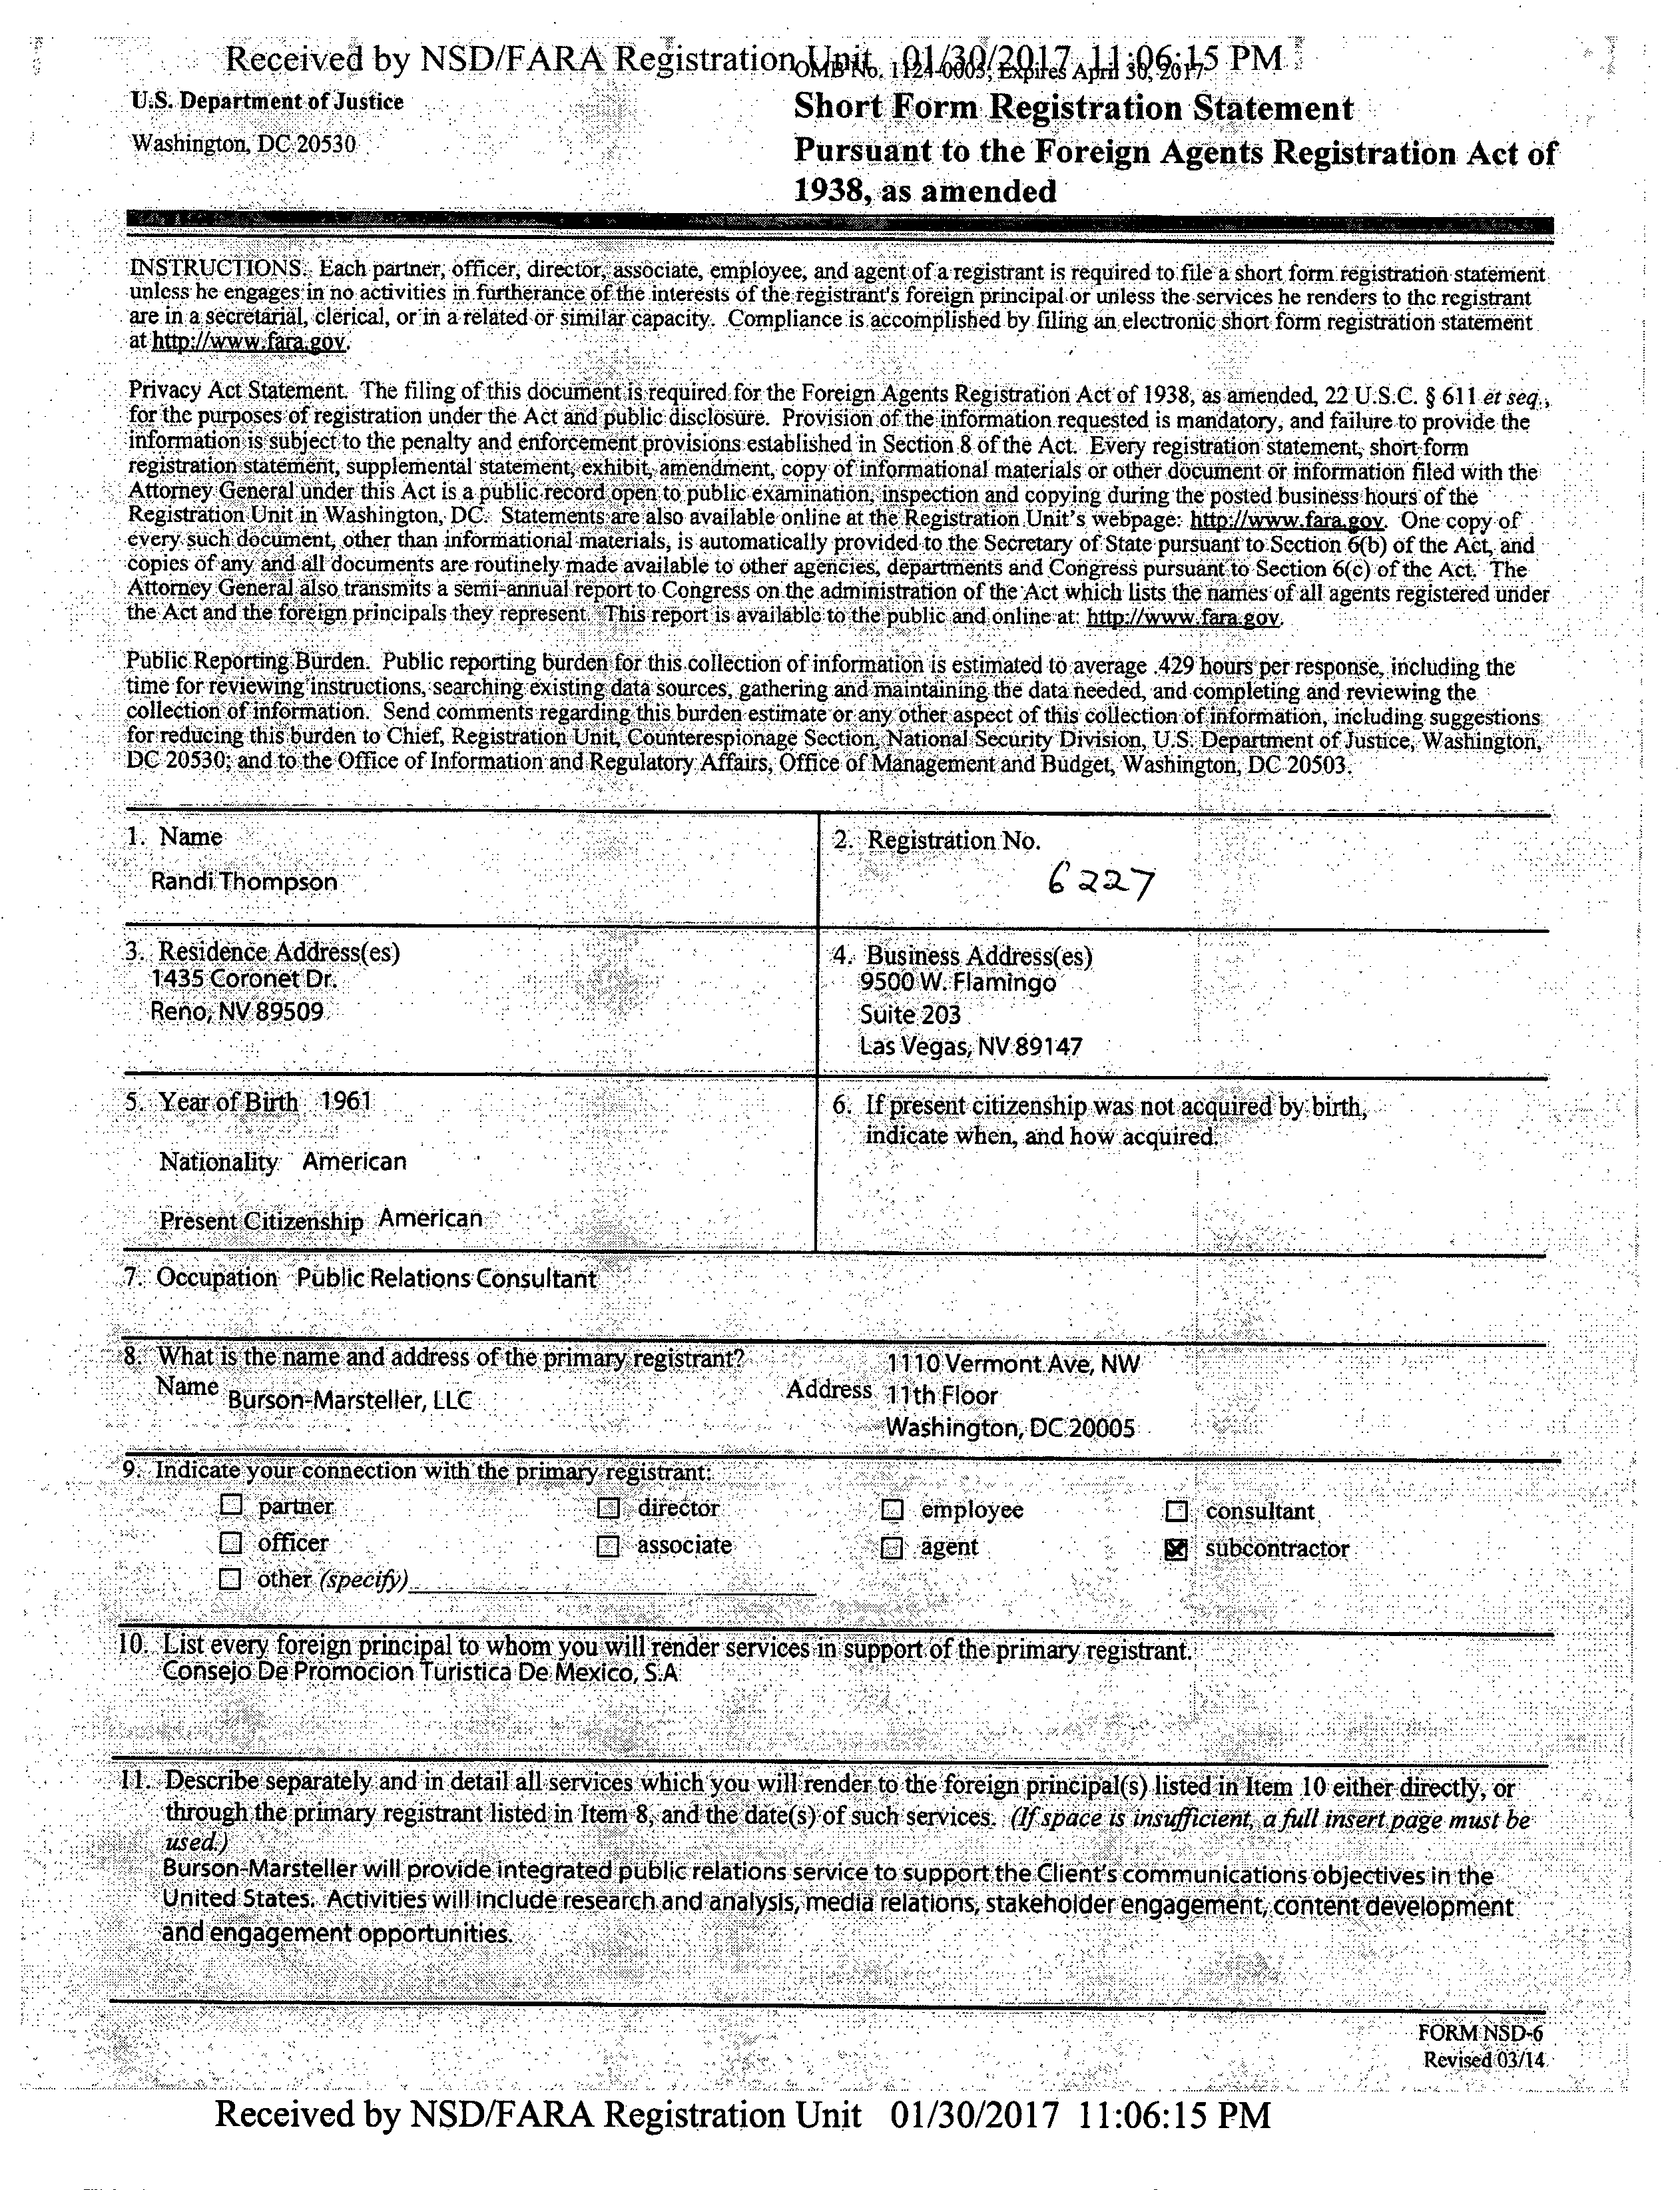 Received by NSD/FARA Registration Unit 01/30/2017 11:06:15 PM
OMB No. 1124-0003; Expires April 30, 2017
U.S. Department of Justice
Washington, DC 20530
Short Form Registration Statement
Pursuant to the Foreign Agents Registration Act of
1938, as amended
INSTRUCTIONS. Each partner, officer, director, associate, employee, and agent of a registrant is required to file a short form registration statement
unless he engages in no activities in furtherance of the interests of the registrant's foreign principal or unless the services he renders to the registrant
are in a secretarial, clerical, or in a related or similar capacity. Compliance is accomplished by filing an electronic short form registration statement
at http://www.fara.gov.
Privacy Act Statement. The filing of this document is required for the Foreign Agents Registration Act of 1938, as amended, 22 U.S.C. § 611 et seq.,
for the purposes of registration under the Act and public disclosure. Provision of the information requested is mandatory, and failure to provide the
information is subject to the penalty and enforcement provisions established in Section 8 of the Act. Every registration statement, short form
registration statement, supplemental statement, exhibit, amendment, copy of informational materials or other document or information filed with the
Attorney General under this Act is a public record open to public examination, inspection and copying during the posted business hours of the
Registration Unit in Washington, DC. Statements are also available online at the Registration Unit's webpage: http://www.fara.gov. One copy of
every such document, other than informational materials, is automatically provided to the Secretary of State pursuant to Section 6(b) of the Act, and
copies of any and all documents are routinely made available to other agencies, departments and Congress pursuant to Section 6(c) of the Act. The
Attorney General also transmits a semi-annual report to Congress on the administration of the Act which lists the names of all agents registered under
the Act and the foreign principals they represent. This report is available to the public and online at: http://www.fara.gov.
Public Reporting Burden. Public reporting burden for this collection of information is estimated to average .429 hours per response, including the
time for reviewing instructions, searching existing data sources, gathering and maintaining the data needed, and completing and reviewing the
collection of information. Send comments regarding this burden estimate or any other aspect of this collection of information, including suggestions
for reducing this burden to Chief, Registration Unit, Counterespionage Section, National Security Division, U.S. Department of Justice, Washington,
DC 20530; and to the Office of Information and Regulatory Affairs, Office of Management and Budget, Washington, DC 20503.
1. Name
Randi Thompson
2. Registration No.
6227
3. Residence Address(es)
1435 Coronet Dr.
Reno, NV 89509
4. Business Address(es)
9500 W. Flamingo
Suite 203
Las Vegas, NV 89147
5. Year of Birth 1961
Nationality American
Present Citizenship American
6. If present citizenship was not acquired by birth,
indicate when, and how acquired.
7. Occupation Public Relations Consultant
8. What is the name and address of the primary registrant?
Name Burson-Marsteller, LLC
Address 1110 Vermont Ave, NW
11th Floor
Washington, DC 20005
9. Indicate your connection with the primary registrant:
☐ partner ☐ director ☐ employee ☐ consultant
☐ officer ☐ associate ☐ agent ☒ subcontractor
☐ other (specify)
10. List every foreign principal to whom you will render services in support of the primary registrant.
Consejo De Promocion Turistica De Mexico, S.A
11. Describe separately and in detail all services which you will render to the foreign principal(s) listed in Item 10 either directly, or
through the primary registrant listed in Item 8, and the date(s) of such services. (If space is insufficient, a full insert page must be
used.)
Burson-Marsteller will provide integrated public relations service to support the Client's communications objectives in the
United States. Activities will include research and analysis, media relations, stakeholder engagement, content development
and engagement opportunities.
FORM NSD-6
Revised 03/14
Received by NSD/FARA Registration Unit 01/30/2017 11:06:15 PM